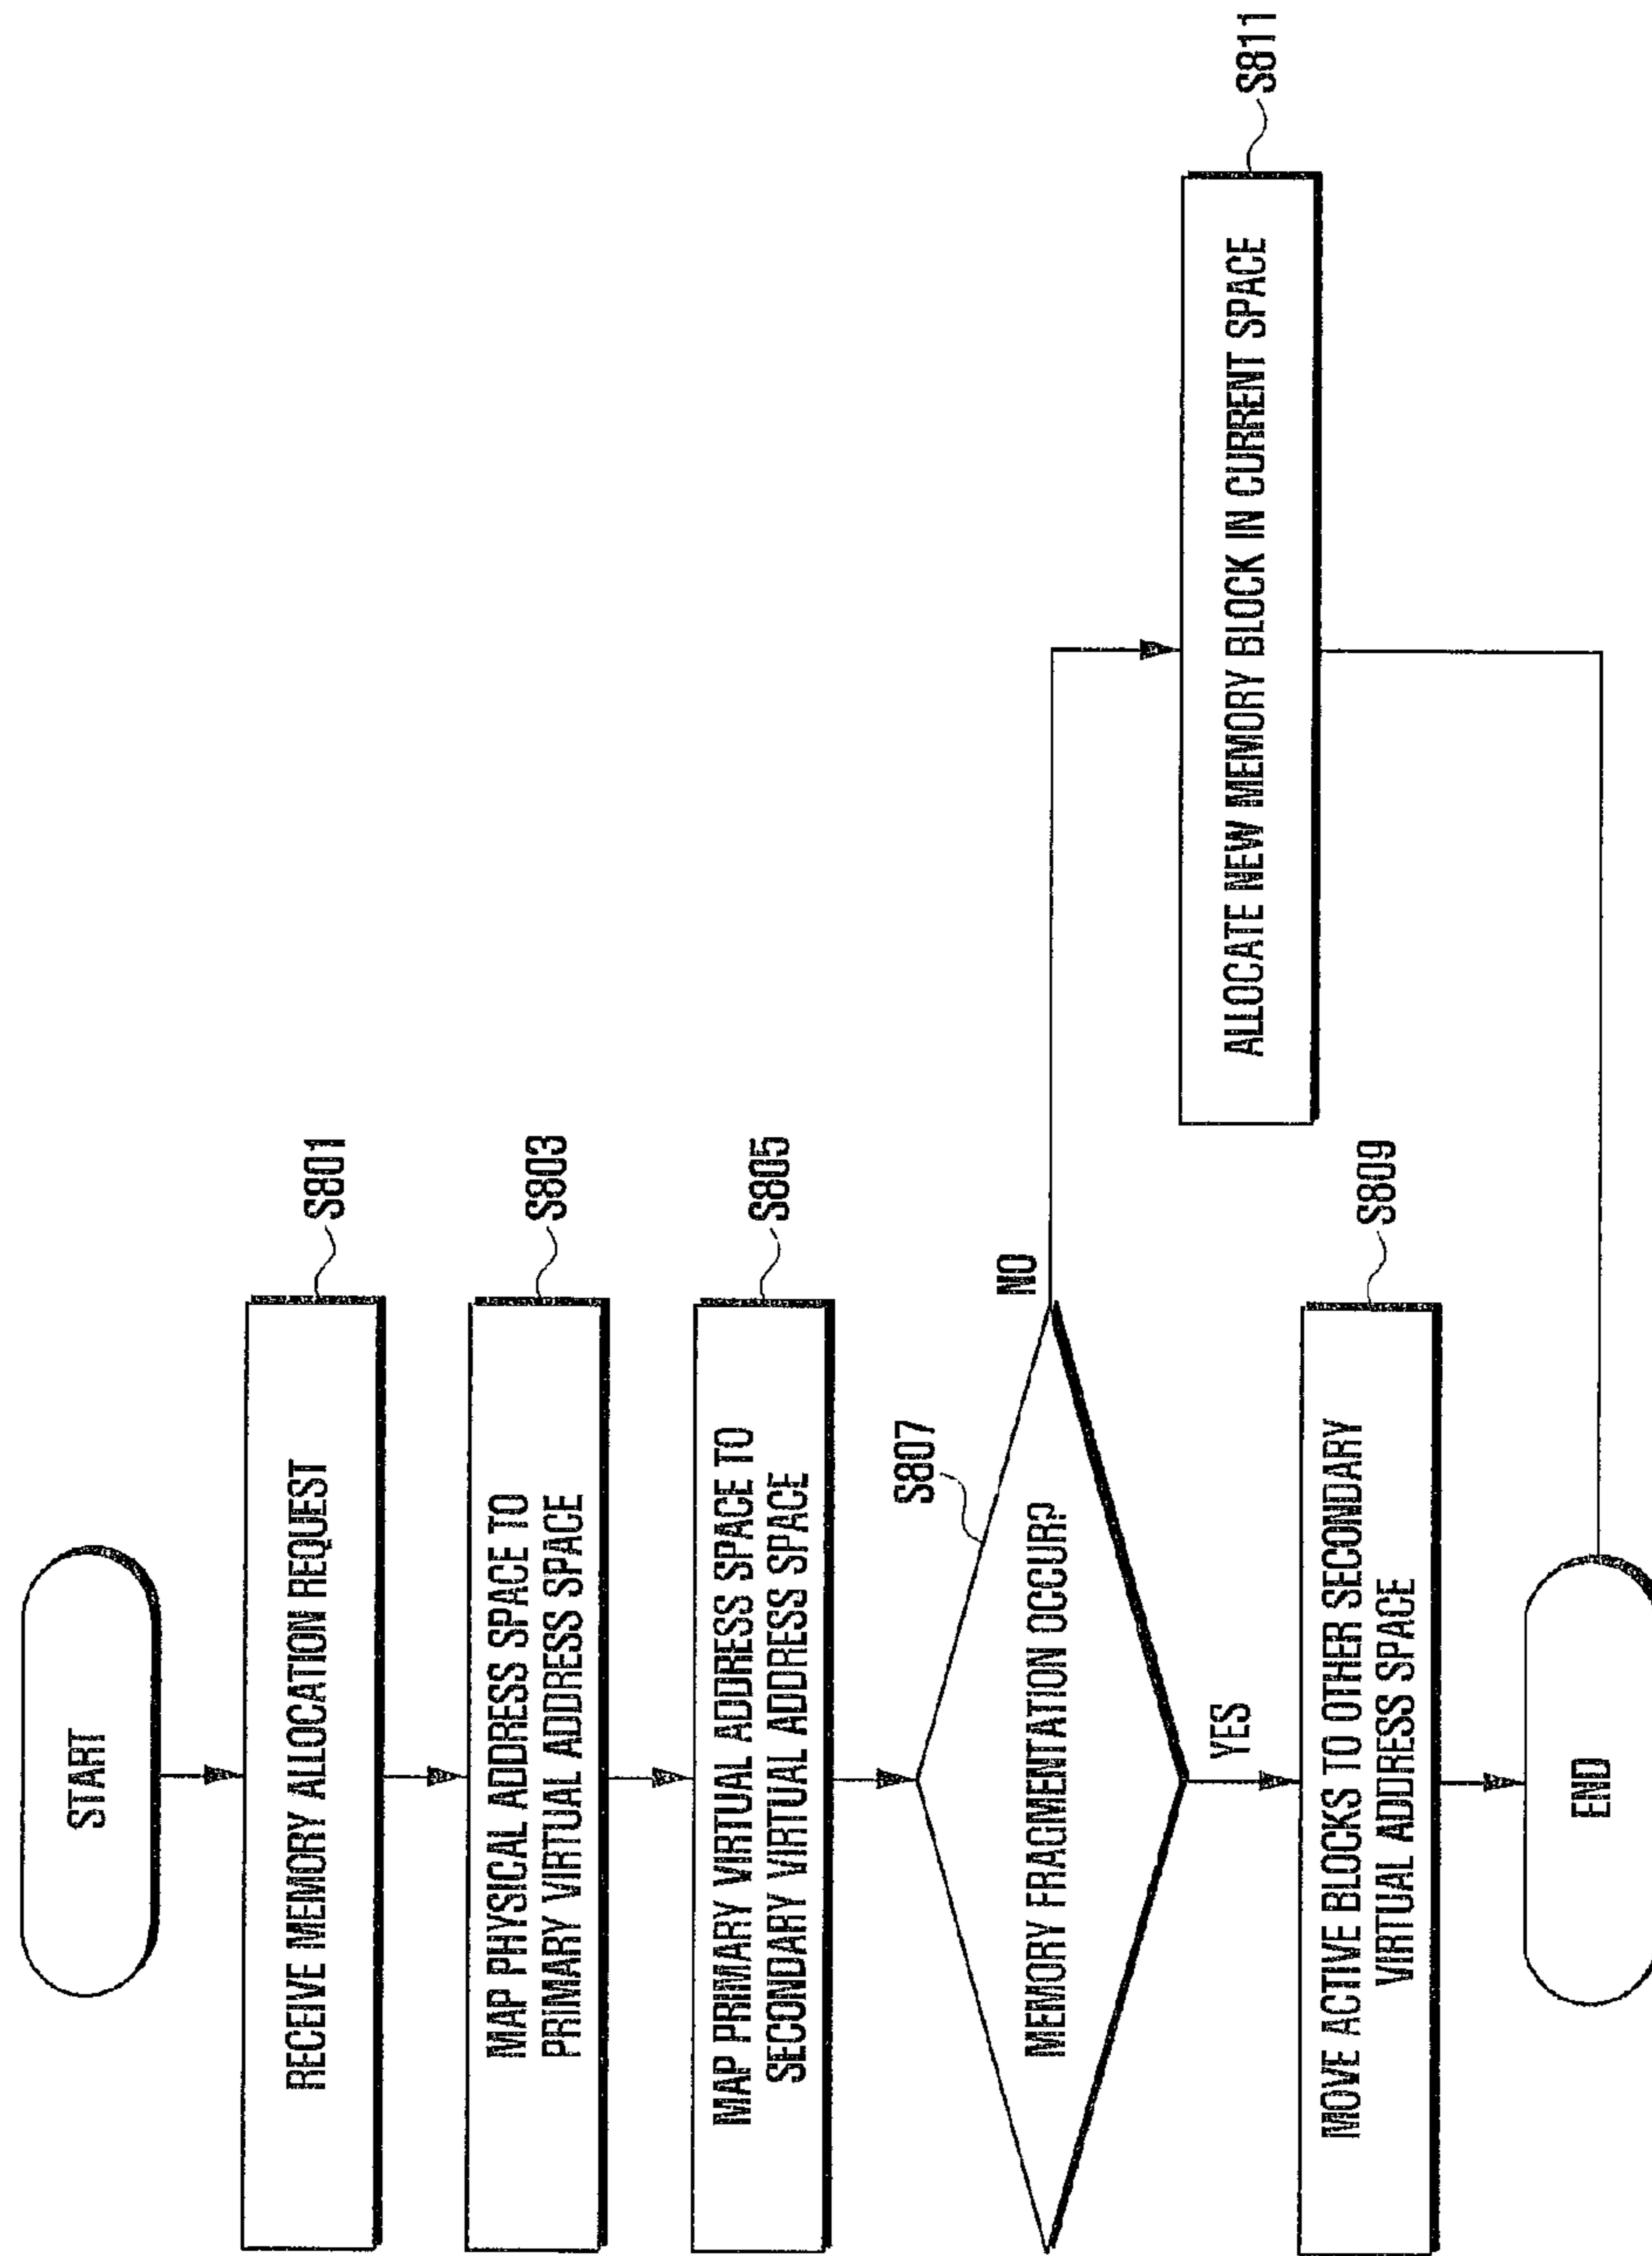 START
RECEIVE MEMORY ALLOCATION REQUEST
S801
MAP PHYSICAL ADDRESS SPACE TO
PRIMARY VIRTUAL ADDRESS SPACE
S803
MAP PRIMARY VIRTUAL ADDRESS SPACE TO
SECONDARY VIRTUAL ADDRESS SPACE
S805
S807
MEMORY FRAGMENTATION OCCUR?
NO
YES
MOVE ACTIVE BLOCKS TO OTHER SECONDARY
VIRTUAL ADDRESS SPACE
S809
ALLOCATE NEW MEMORY BLOCK IN CURRENT SPACE
S811
END